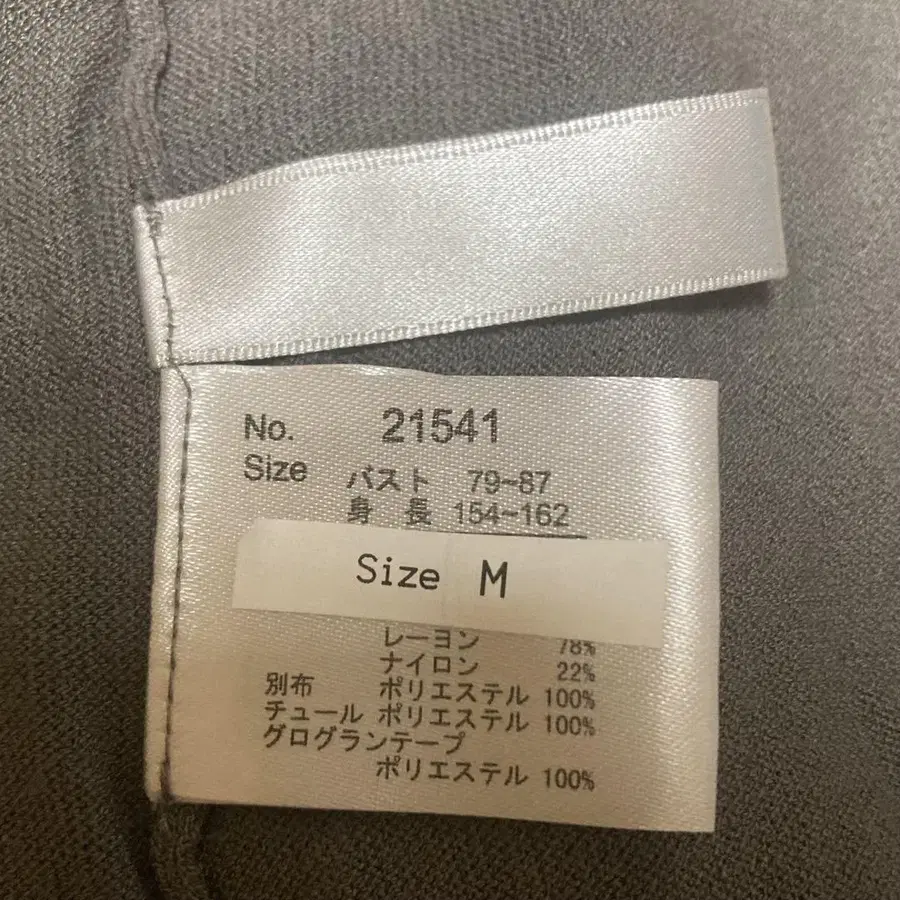 No. 21541
Size バスト 79~87
身 長 154~162
Size M
レーヨン 78%
ナイロン 22%
別布 ポリエステル 100%
チュール ポリエステル 100%
グログランテープ
ポリエステル 100%